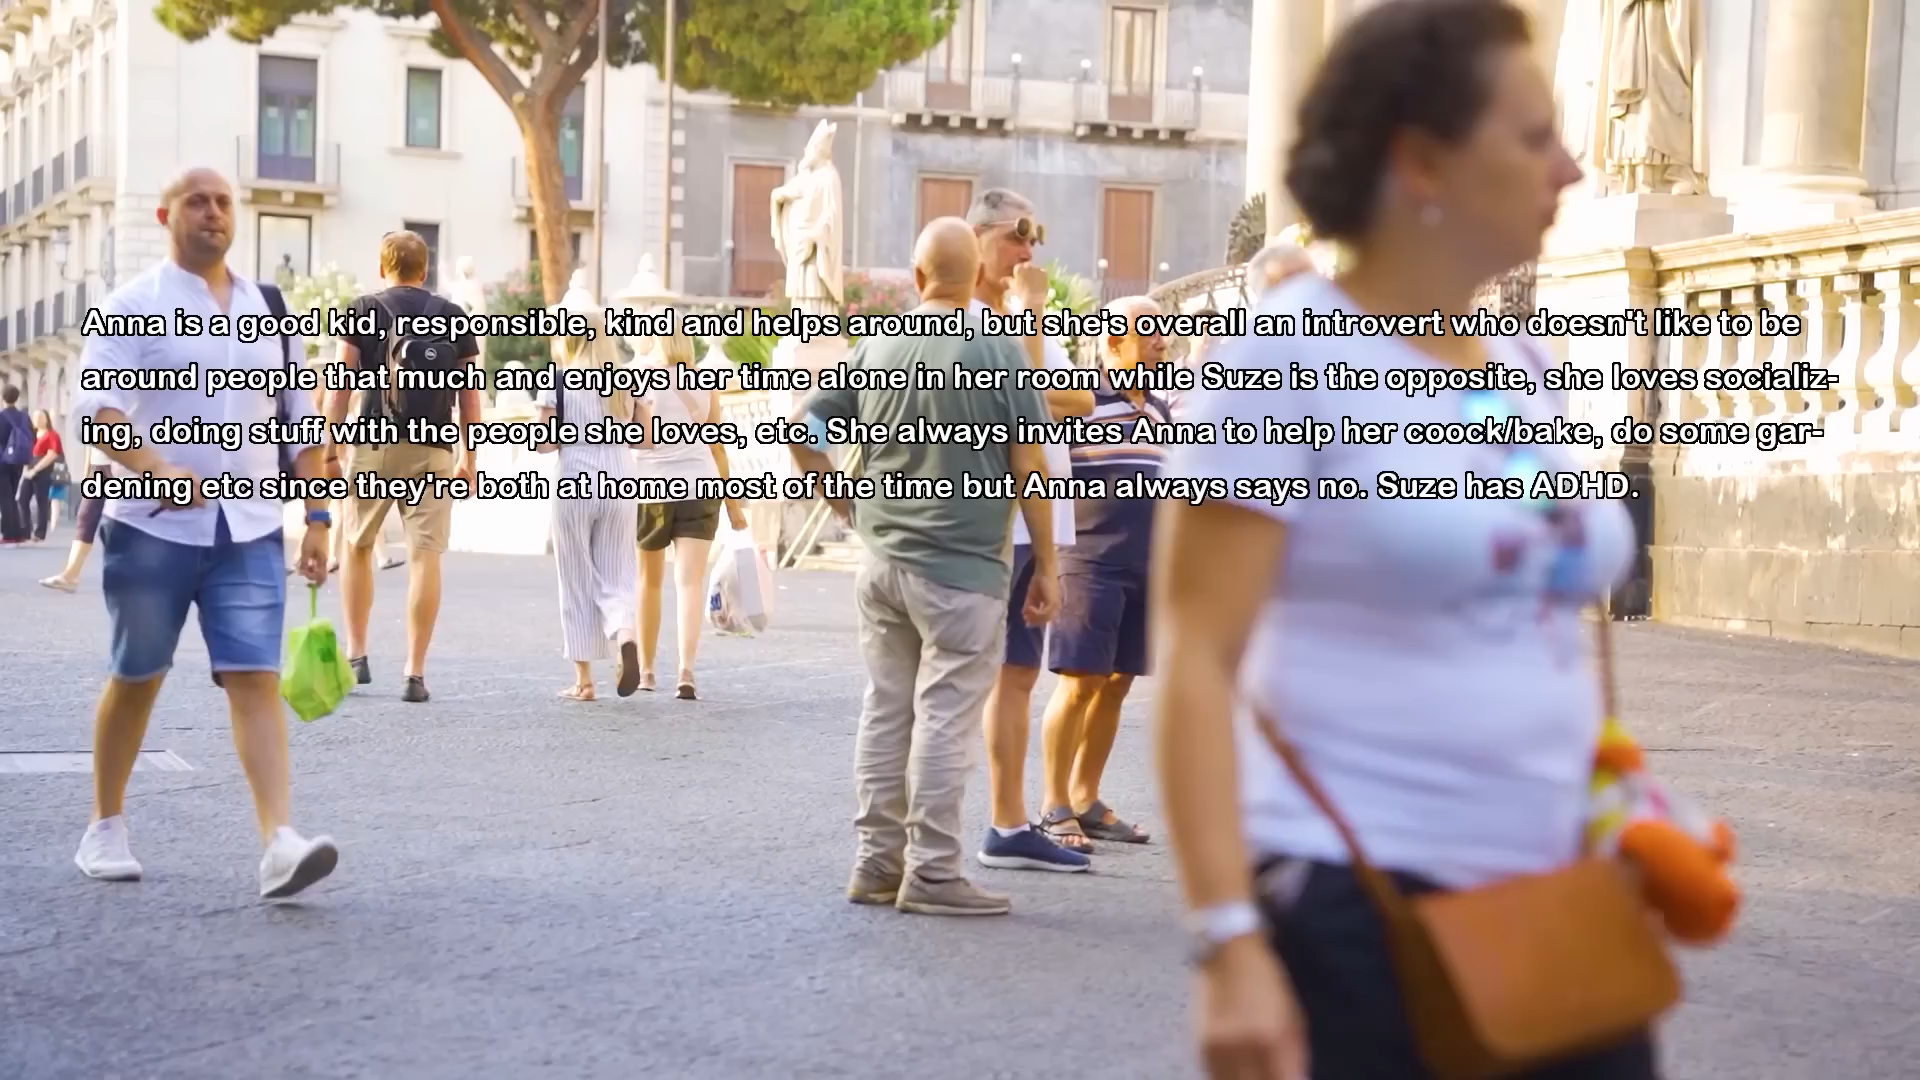 Anna is a good kid, responsible, kind and helps around, but she's overall an introvert who doesn't like to be
around people that much and enjoys her time alone in her room while Suze is the opposite, she loves socializ-
ing, doing stuff with the people she loves, etc. She always invites Anna to help her coock/bake, do some gar-
dening etc since they're both at home most of the time but Anna always says no. Suze has ADHD.